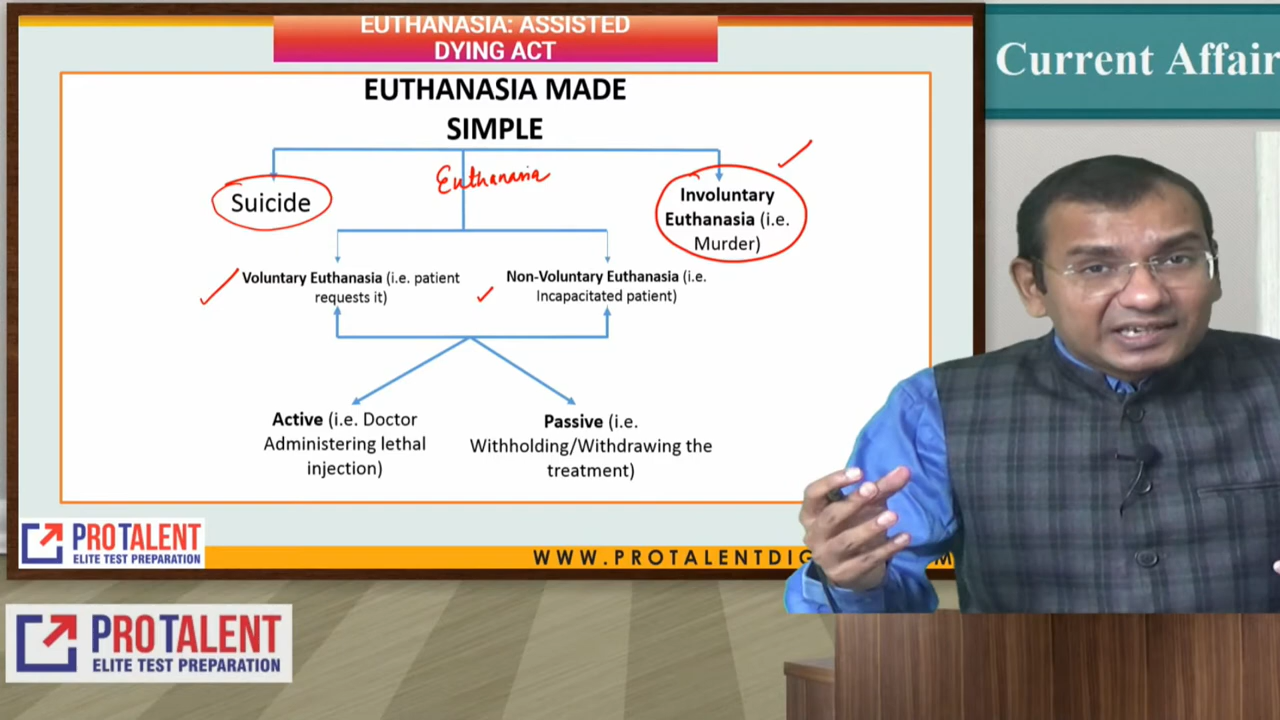 EUTHANASIA: ASSISTED
DYING ACT
Current Affair
EUTHANASIA MADE
SIMPLE
Euthanasia
Suicide
Involuntary
Euthanasia (i.e.
Murder)
Voluntary Euthanasia (i.e. patient
requests it)
Non-Voluntary Euthanasia (i.e.
Incapacitated patient)
Active (i.e. Doctor
Administering lethal
injection)
Passive (i.e.
Withholding/Withdrawing the
treatment)
PROTALENT
ELITE TEST PREPARATION
WWW.PROTALENTDIG
M
PROTALENT
ELITE TEST PREPARATION